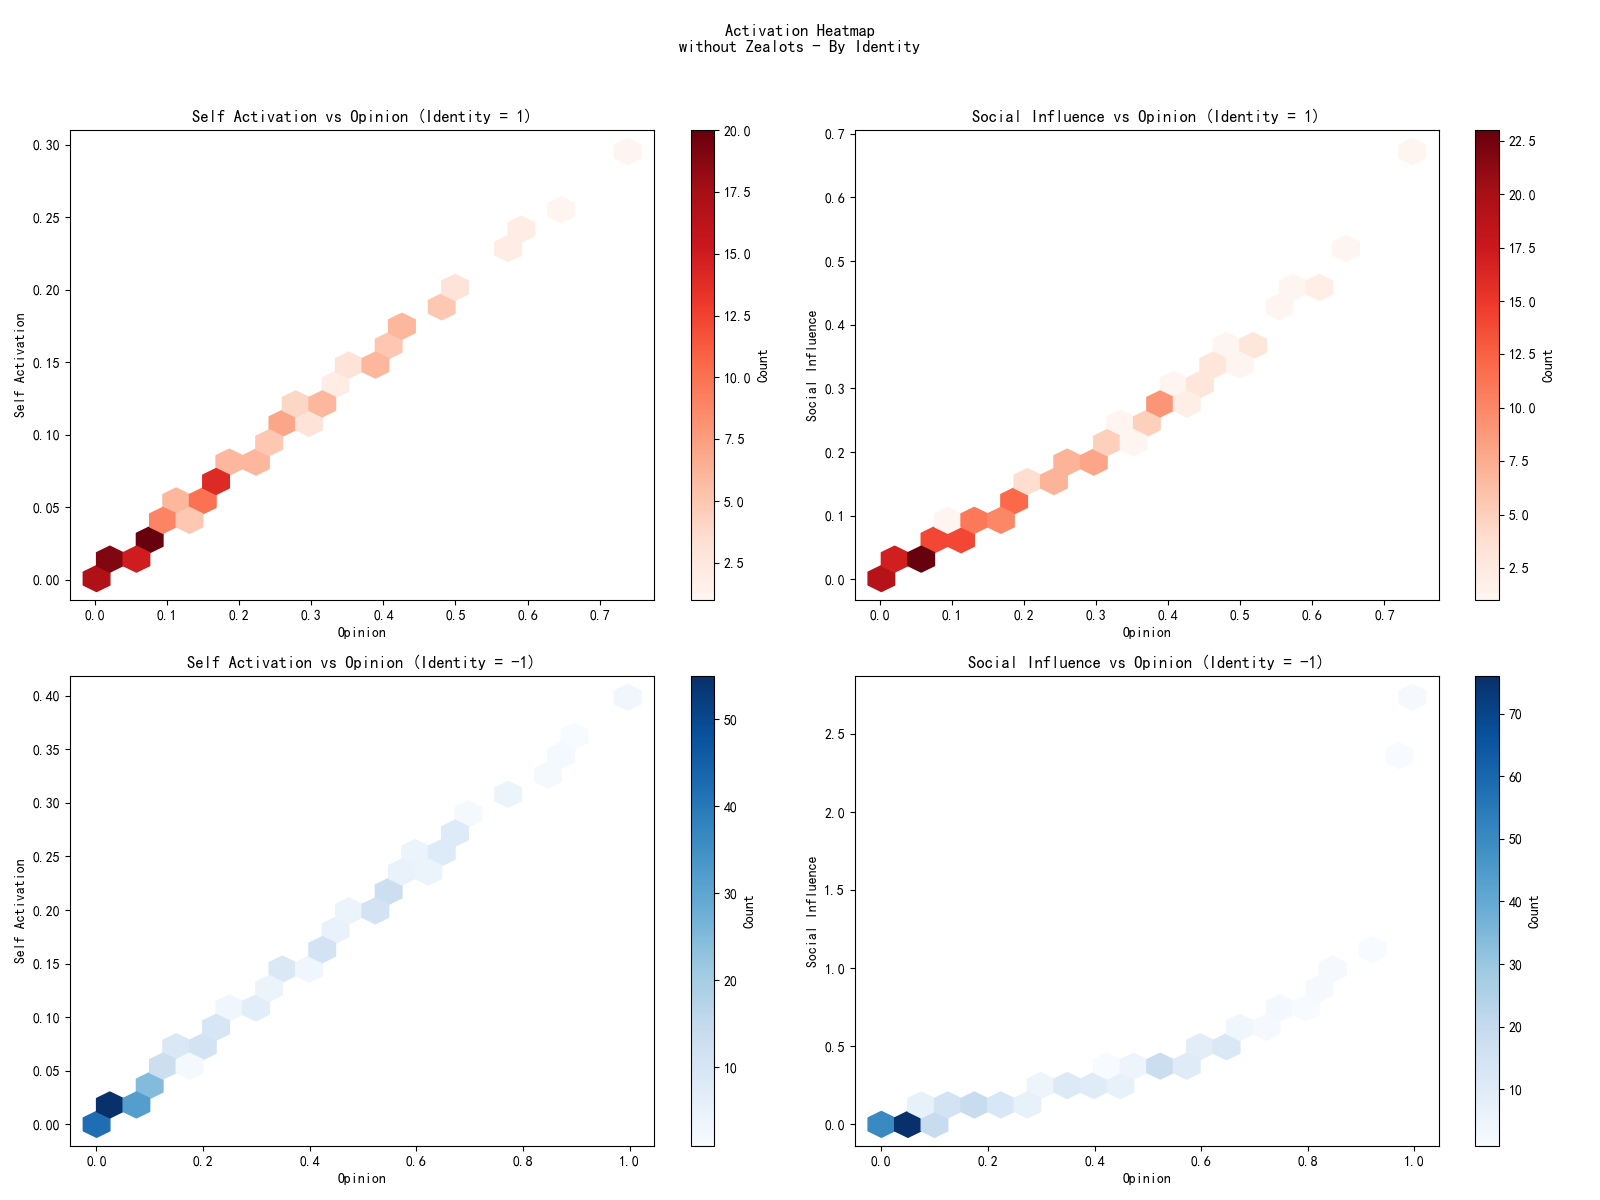 Activation Heatmap
without Zealots - By Identity
Self Activation vs Opinion (Identity = 1)
0.30
0.25
0.20
0.15
0.10
0.05
0.00
Self Activation
0.0 0.1 0.2 0.3 0.4 0.5 0.6 0.7
Opinion
20.0
17.5
15.0
12.5
10.0
7.5
5.0
2.5
Count
Social Influence vs Opinion (Identity = 1)
0.7
0.6
0.5
0.4
0.3
0.2
0.1
0.0
Social Influence
0.0 0.1 0.2 0.3 0.4 0.5 0.6 0.7
Opinion
22.5
20.0
17.5
15.0
12.5
10.0
7.5
5.0
2.5
Count
Self Activation vs Opinion (Identity = -1)
0.40
0.35
0.30
0.25
0.20
0.15
0.10
0.05
0.00
Self Activation
0.0 0.2 0.4 0.6 0.8 1.0
Opinion
50
40
30
20
10
Count
Social Influence vs Opinion (Identity = -1)
2.5
2.0
1.5
1.0
0.5
0.0
Social Influence
0.0 0.2 0.4 0.6 0.8 1.0
Opinion
70
60
50
40
30
20
10
Count